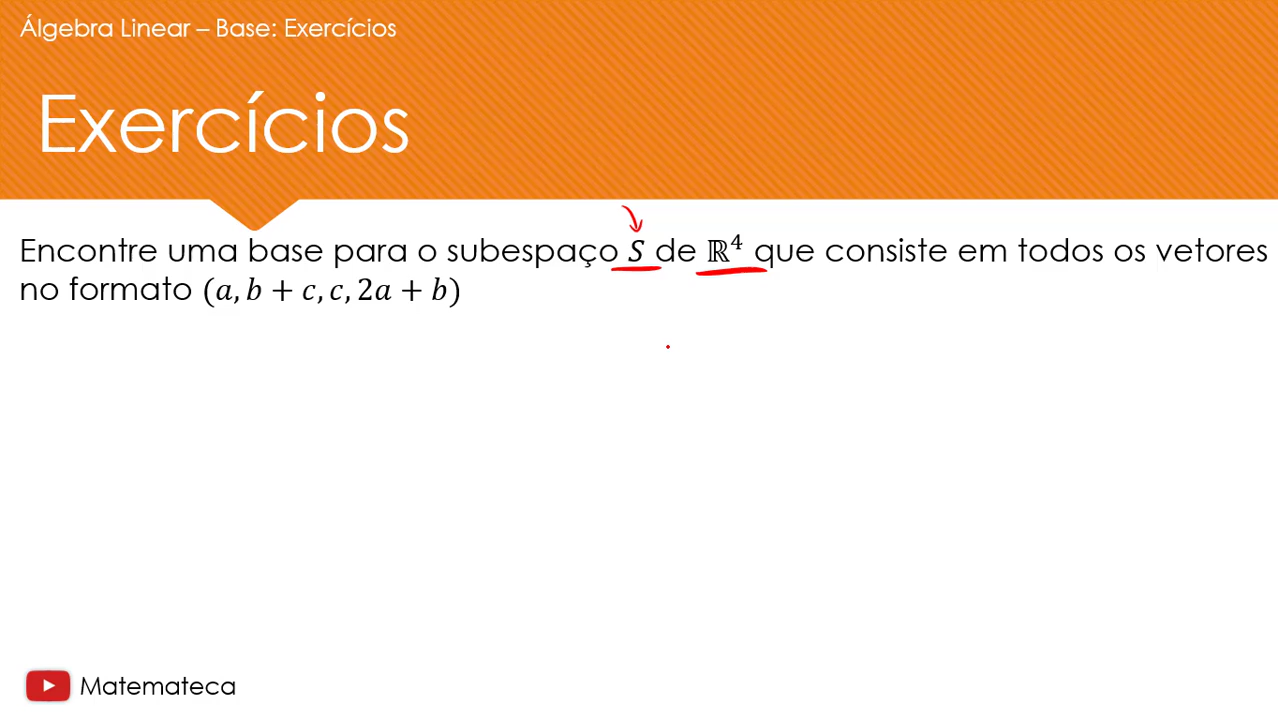 Álgebra Linear – Base: Exercícios
Exercícios
Encontre uma base para o subespaço 𝑆 de ℝ⁴ que consiste em todos os vetores
no formato (𝑎, 𝑏 + 𝑐, 𝑐, 2𝑎 + 𝑏)
Matemateca